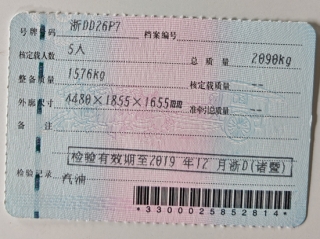 号牌号码 浙DD26P7 档案编号
核定载人数 5人 总质量 2090kg
整备质量 1576kg 核定载质量 --
外廓尺寸 4480×1855×1655mm 准牵引总质量 --
备注
检验有效期至2019年12月浙D(诸暨)
检验记录 汽油
*3300025852814*